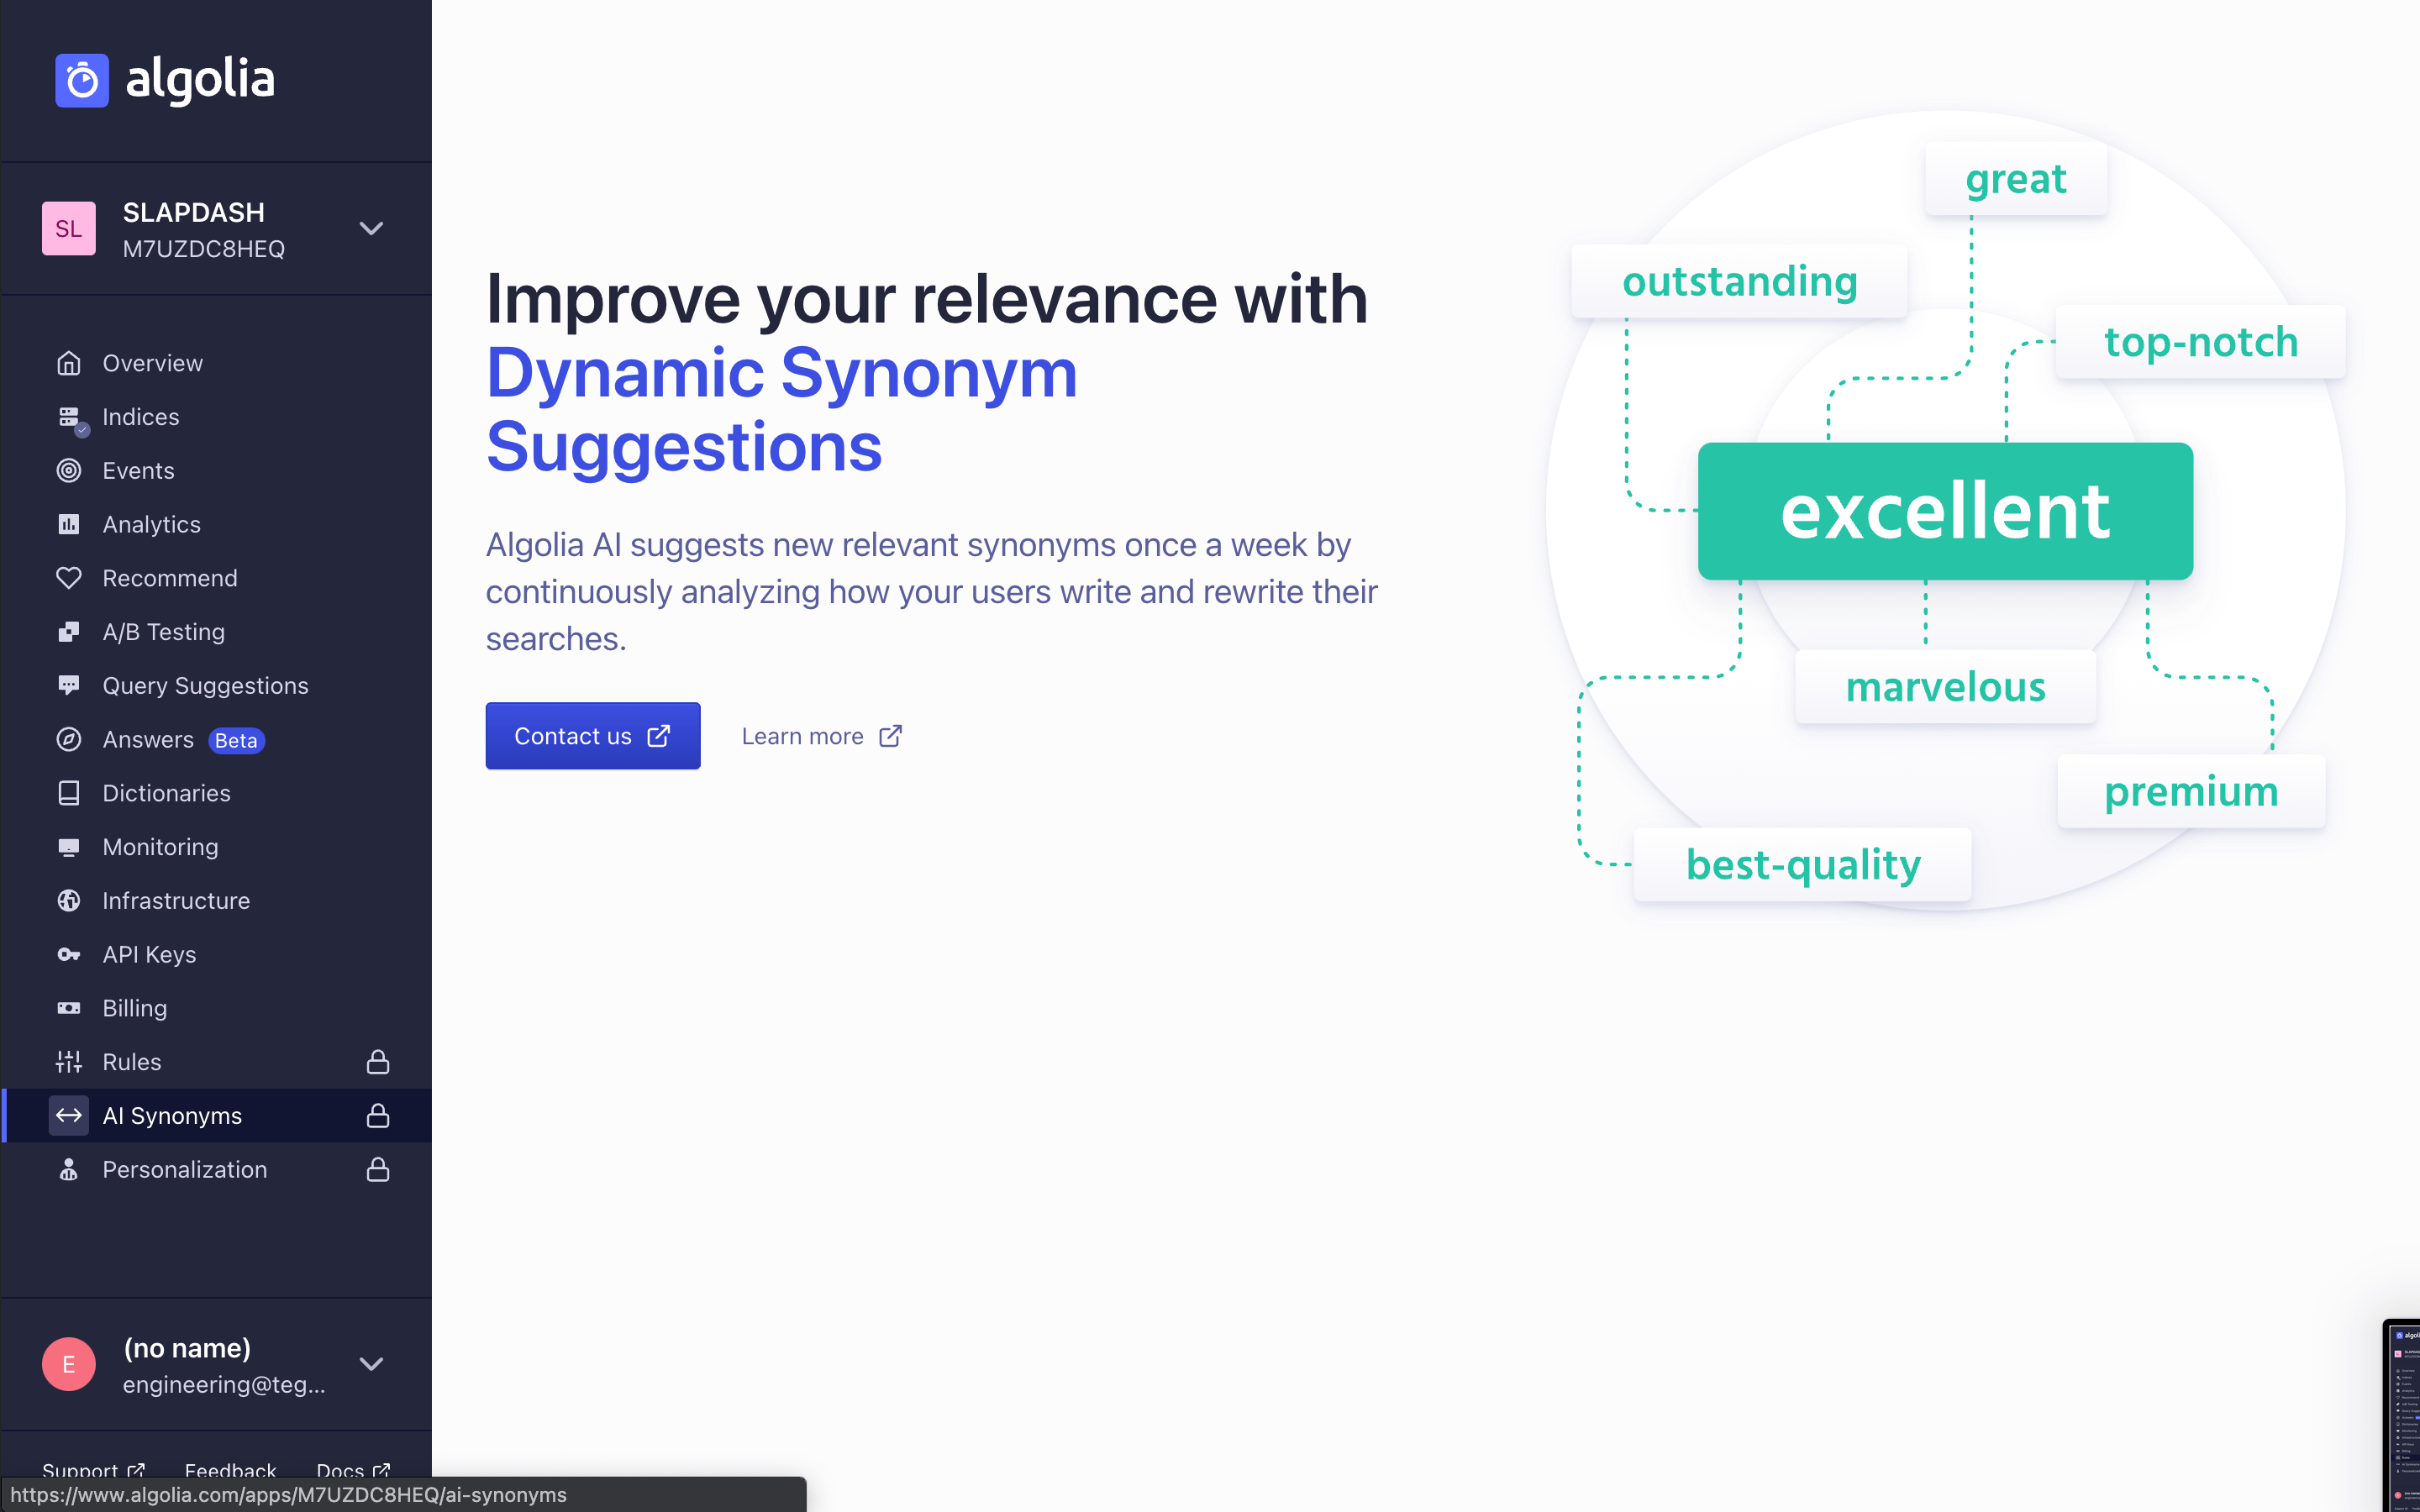 algolia
SL
SLAPDASH
M7UZDC8HEQ
Overview
Indices
Events
Analytics
Recommend
A/B Testing
Query Suggestions
Answers Beta
Dictionaries
Monitoring
Infrastructure
API Keys
Billing
Rules
AI Synonyms
Personalization
E
(no name)
engineering@teg...
Support Feedback Docs
https://www.algolia.com/apps/M7UZDC8HEQ/ai-synonyms
Improve your relevance with
Dynamic Synonym
Suggestions
Algolia AI suggests new relevant synonyms once a week by
continuously analyzing how your users write and rewrite their
searches.
Contact us Learn more
great
outstanding
top-notch
excellent
marvelous
premium
best-quality